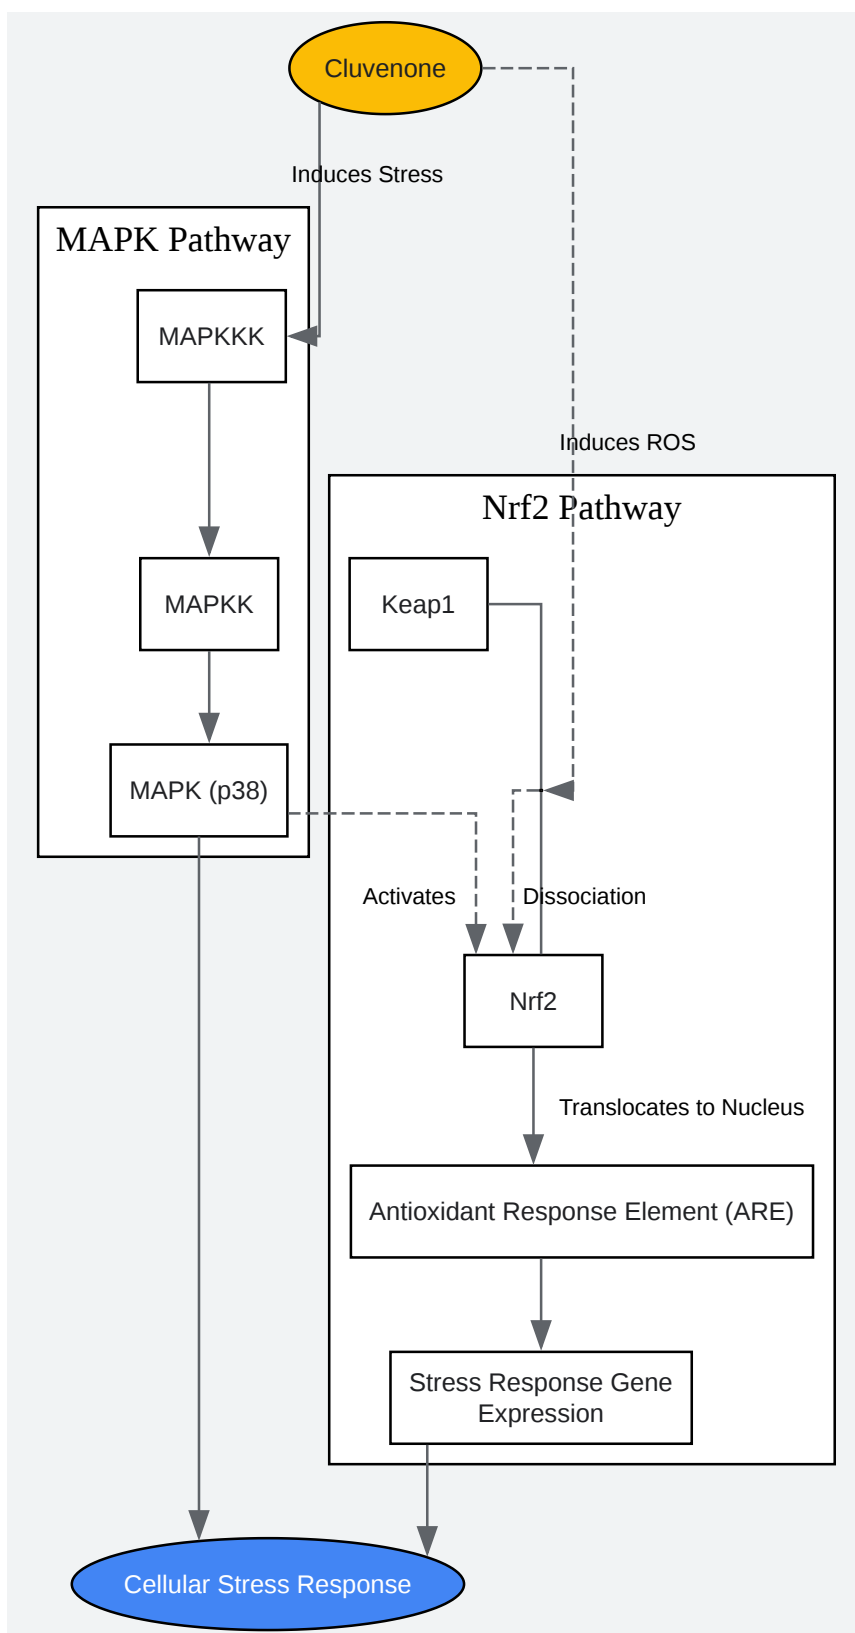 Cluvenone
Induces Stress
MAPK Pathway
MAPKKK
Induces ROS
Nrf2 Pathway
MAPKK
Keap1
MAPK (p38)
Activates
Dissociation
Nrf2
Translocates to Nucleus
Antioxidant Response Element (ARE)
Stress Response Gene
Expression
Cellular Stress Response